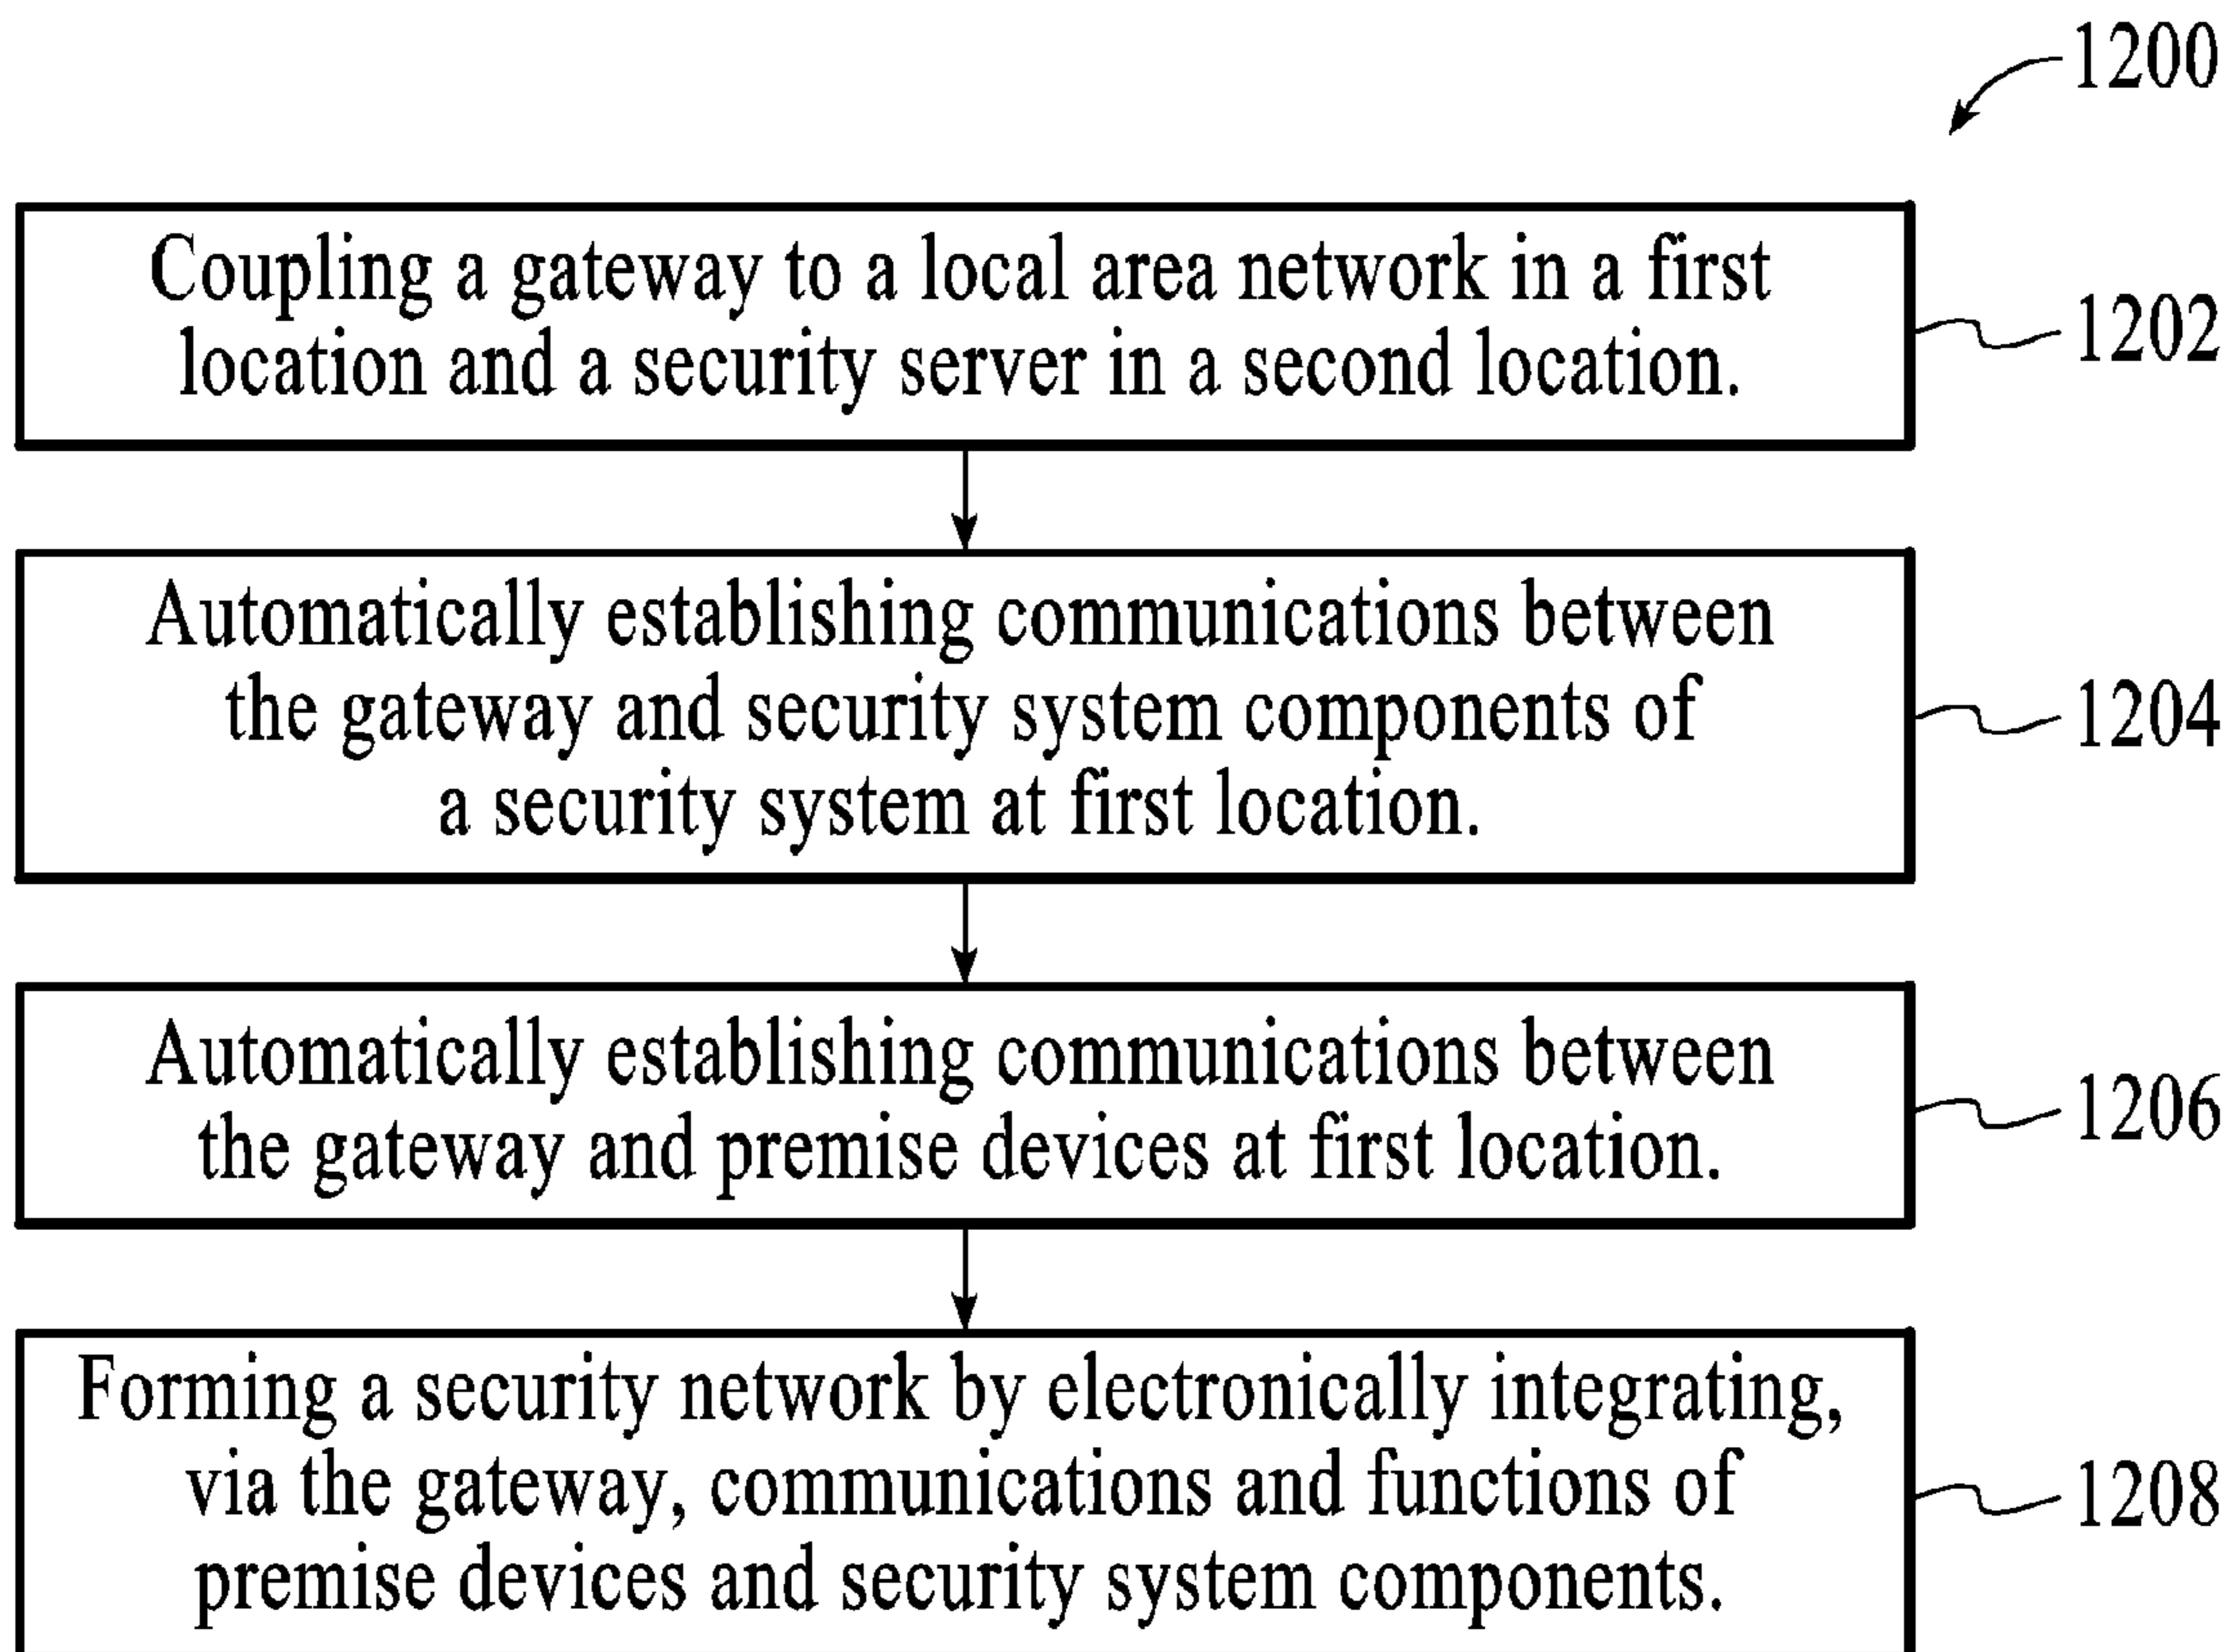 1200
Coupling a gateway to a local area network in a first
location and a security server in a second location.
1202
Automatically establishing communications between
the gateway and security system components of
a security system at first location.
1204
Automatically establishing communications between
the gateway and premise devices at first location.
1206
Forming a security network by electronically integrating,
via the gateway, communications and functions of
premise devices and security system components.
1208